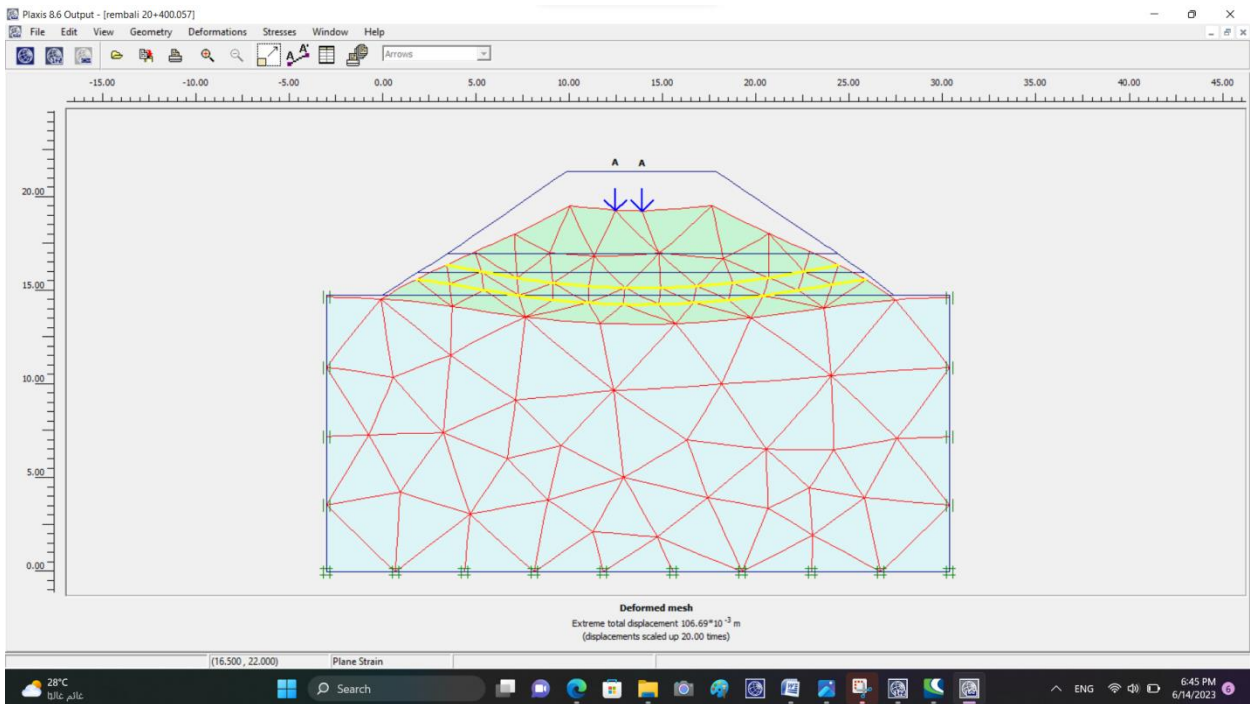 Plaxis 8.6 Output - [rembali 20+400.057]
File Edit View Geometry Deformations Stresses Window Help
Arrows
-15.00 -10.00 -5.00 0.00 5.00 10.00 15.00 20.00 25.00 30.00 35.00 40.00 45.00
A A
20.00
15.00
10.00
5.00
0.00
Deformed mesh
Extreme total displacement 106.69*10-3 m
(displacements scaled up 20.00 times)
(16.500 , 22.000) Plane Strain
28°C
غائم غالبًا
Search
ENG
6:45 PM
6/14/2023
6